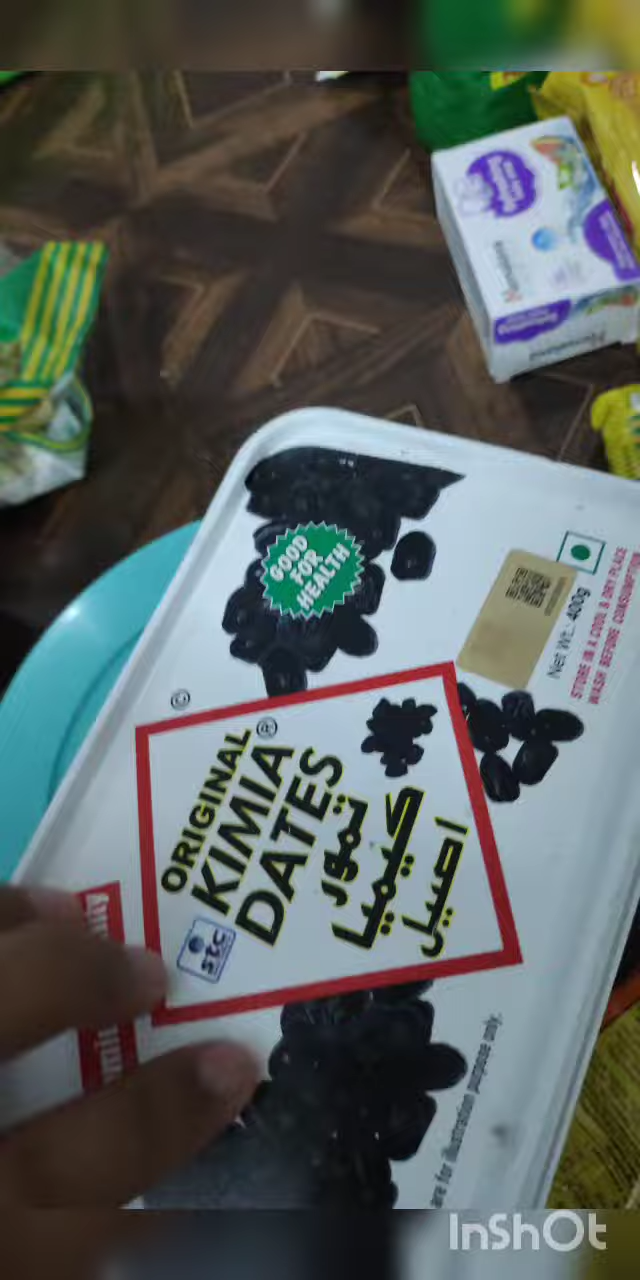 GOOD
FOR
HEALTH
Net Wt.: 400g
STORE IN A COOL & DRY PLACE
WASH BEFORE CONSUMPTION
©
ORIGINAL
KIMIA®
DATES
تمور
كيميا
اصيل
stc
are for illustration purpose only.
InShOt